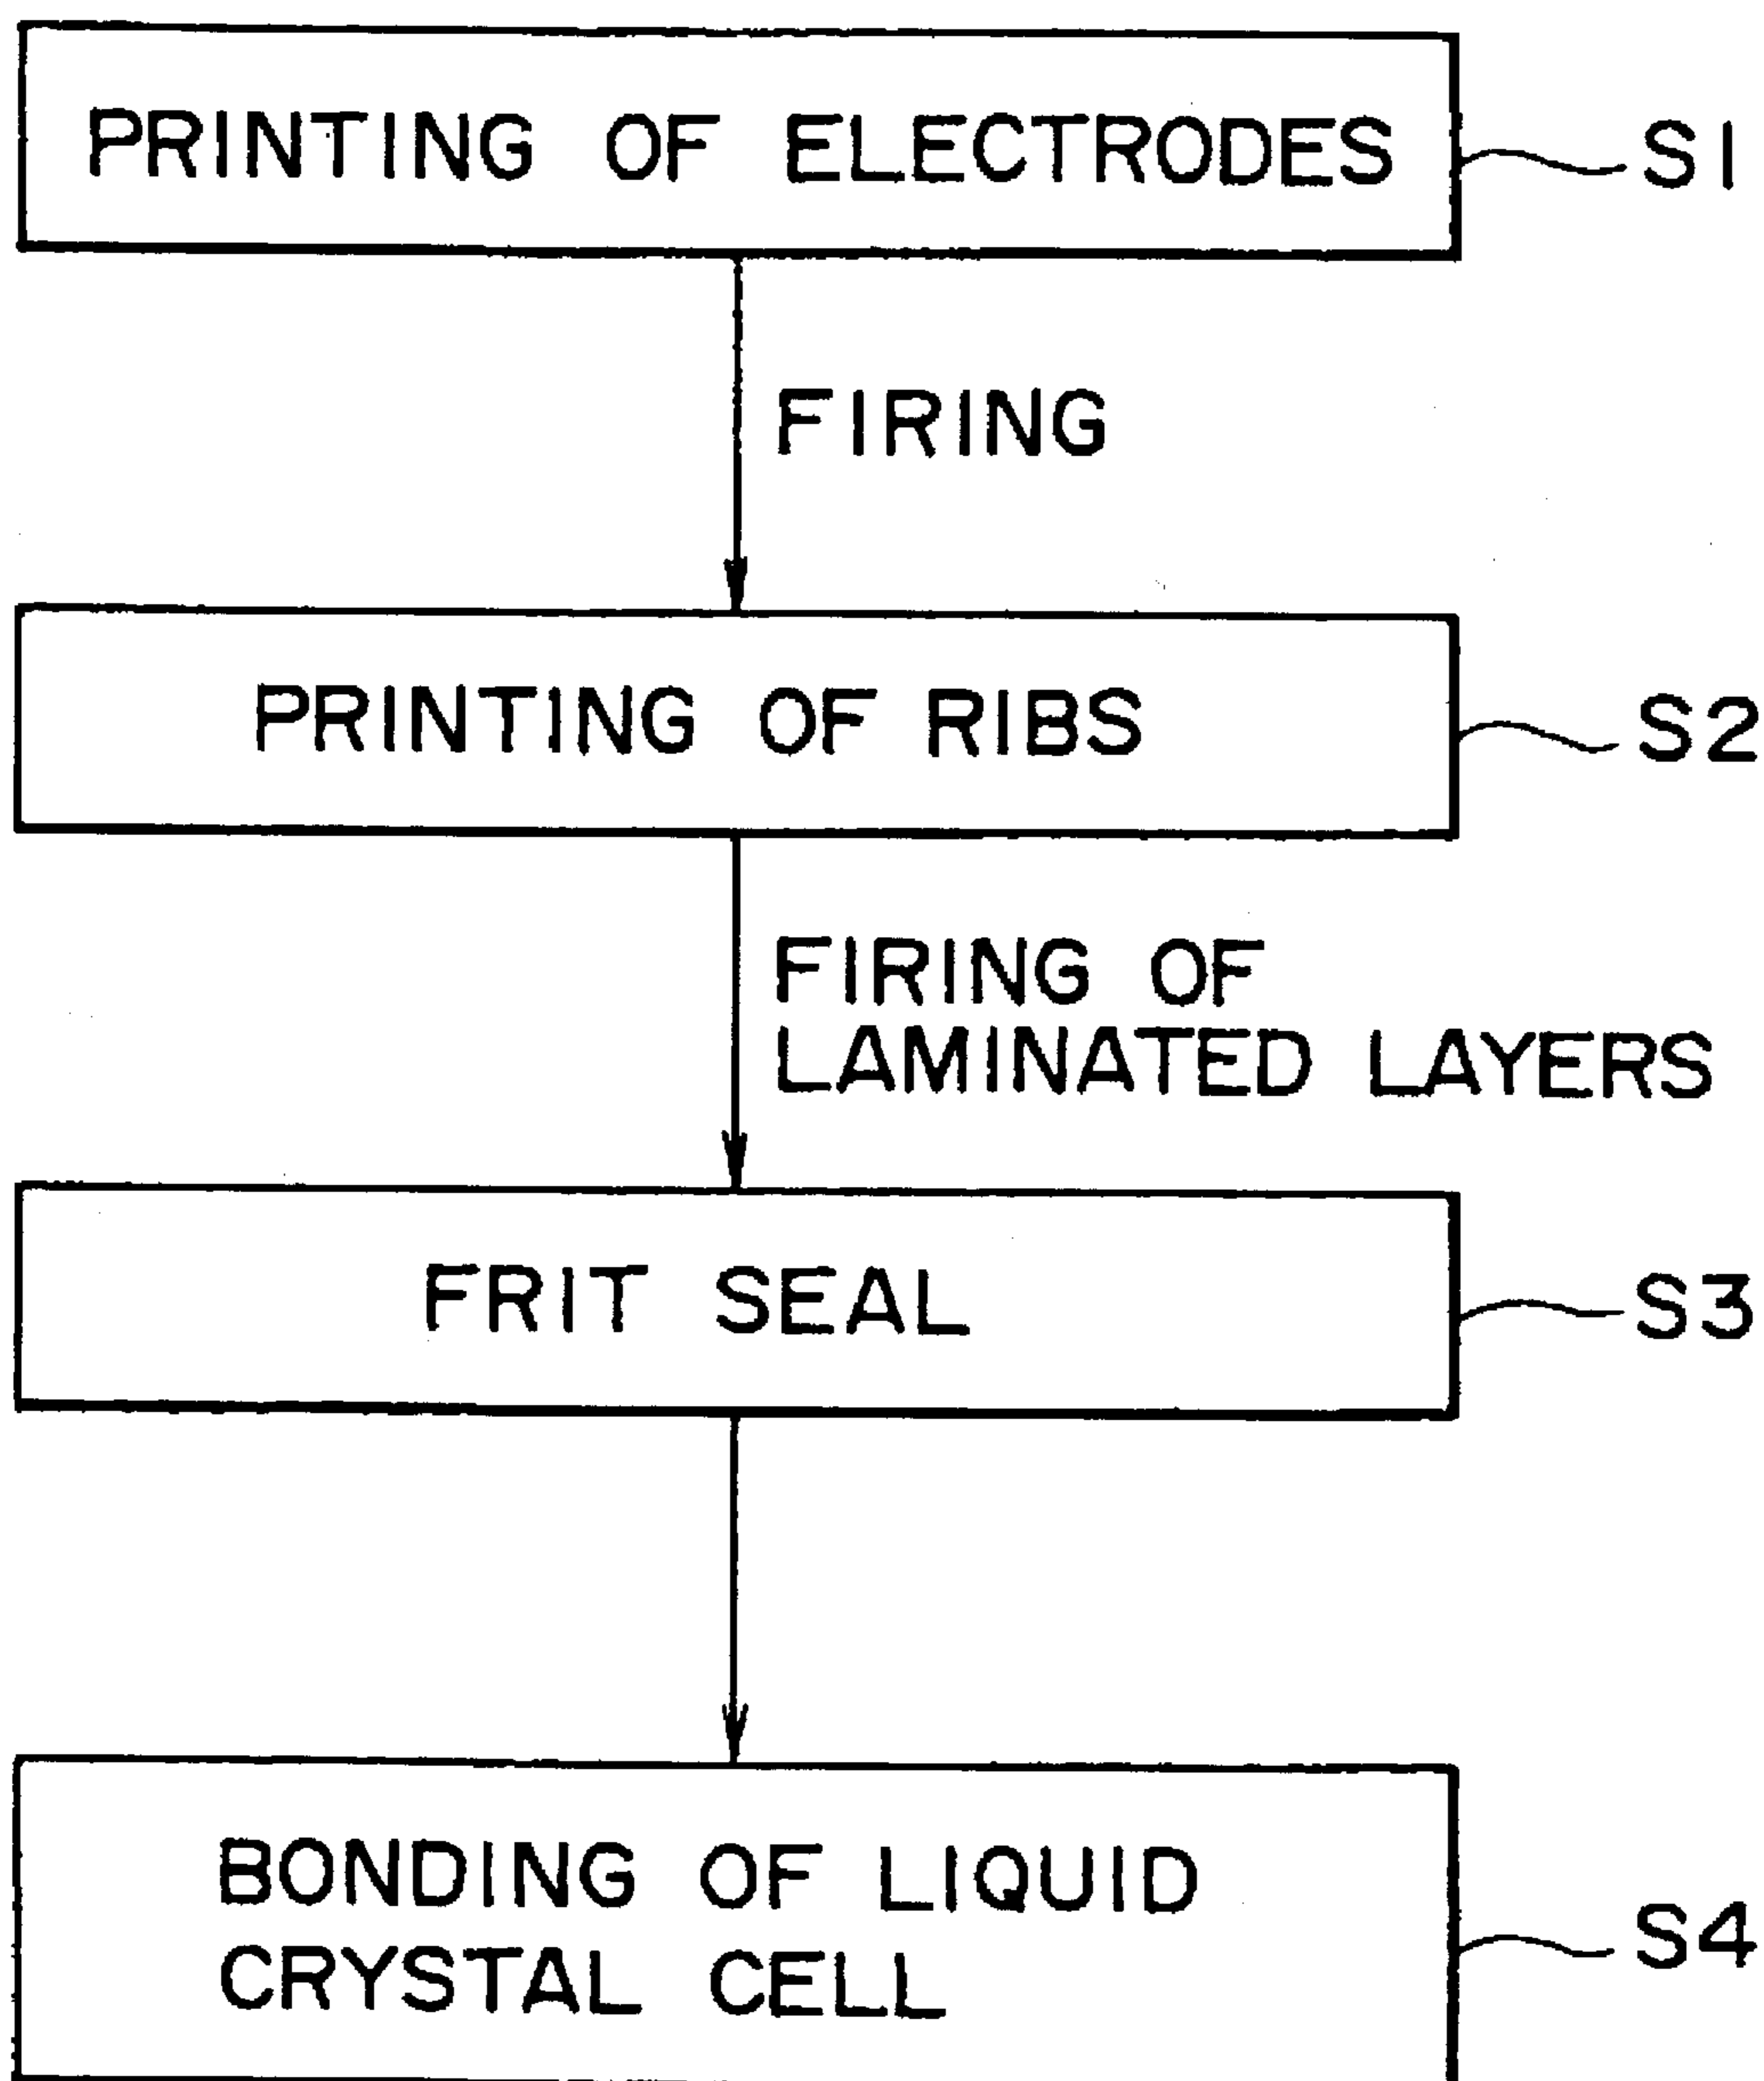 PRINTING OF ELECTRODES
S1
FIRING
PRINTING OF RIBS
S2
FIRING OF
LAMINATED LAYERS
FRIT SEAL
S3
BONDING OF LIQUID
CRYSTAL CELL
S4